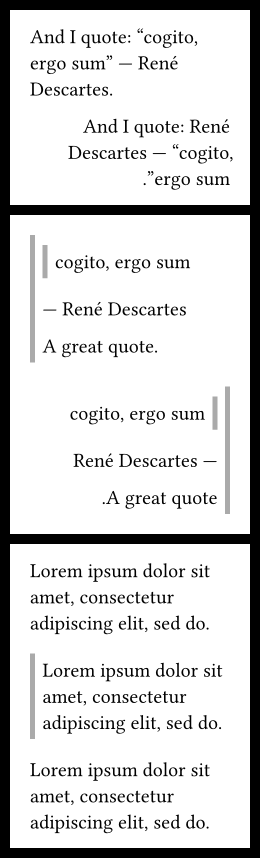 And I quote: “cogito,
ergo sum” — René
Descartes.
And I quote: René
Descartes — “cogito,
.”ergo sum
cogito, ergo sum
— René Descartes
A great quote.
cogito, ergo sum
René Descartes —
.A great quote
Lorem ipsum dolor sit
amet, consectetur
adipiscing elit, sed do.
Lorem ipsum dolor sit
amet, consectetur
adipiscing elit, sed do.
Lorem ipsum dolor sit
amet, consectetur
adipiscing elit, sed do.